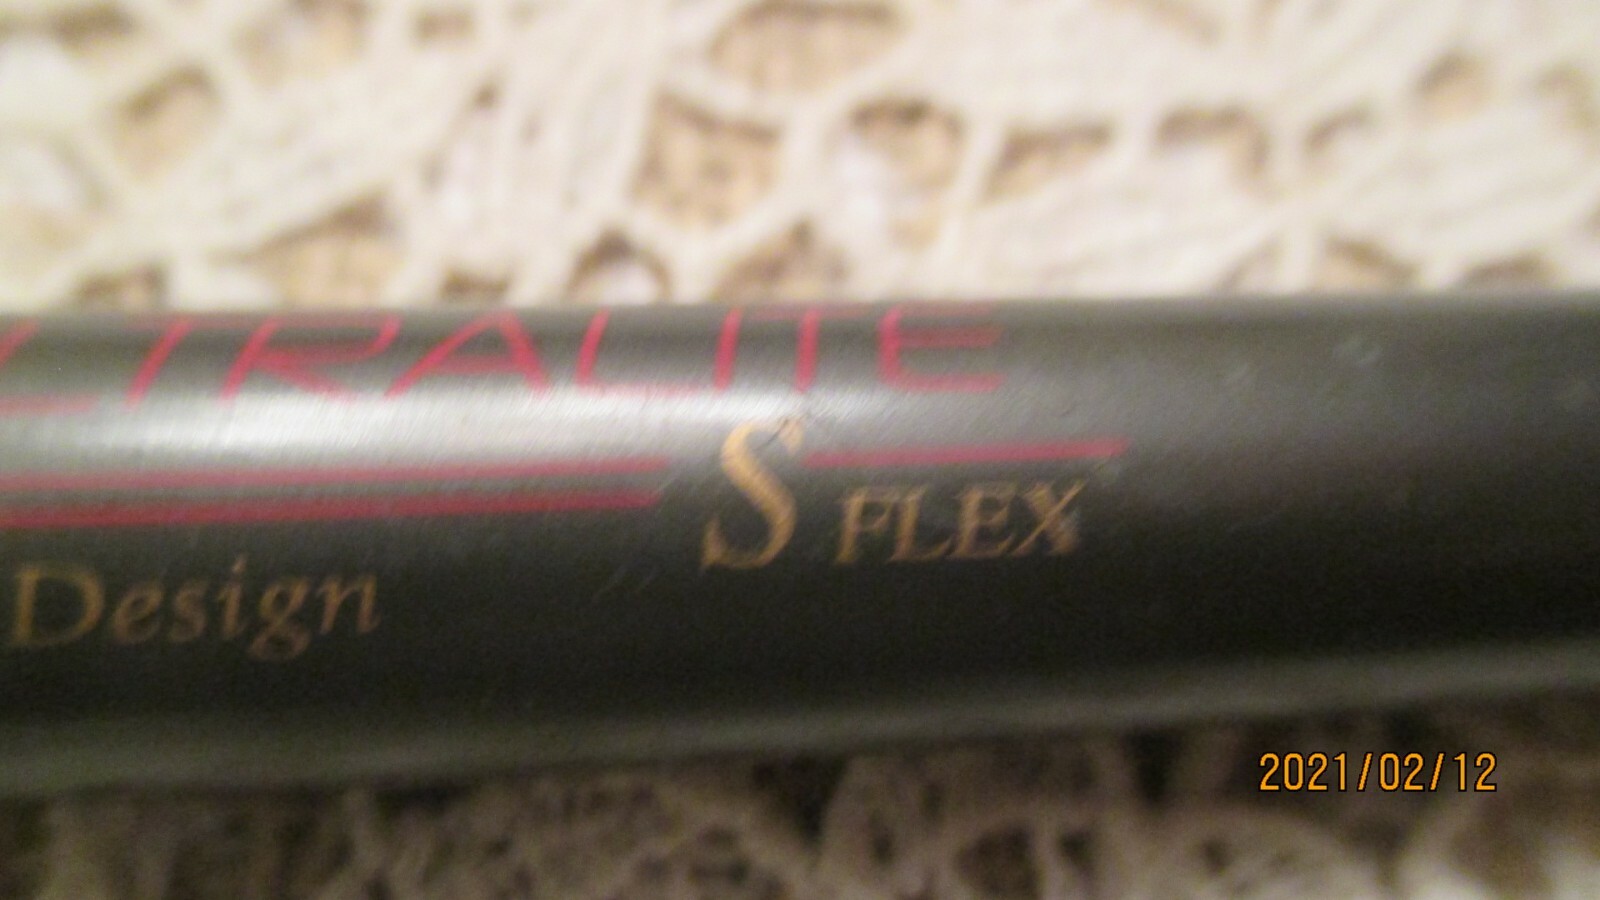 LTRALITE
S FLEX
Design
2021/02/12